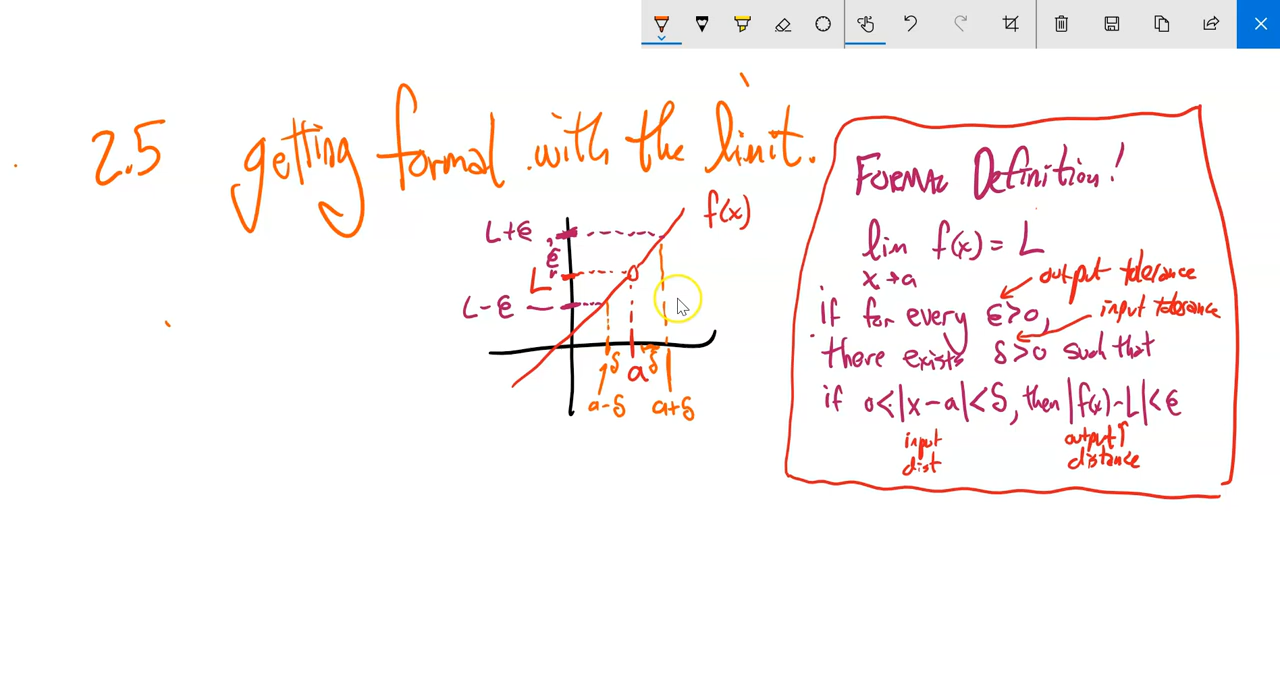 2.5 getting formal with the limit.
f(x)
L+ε
ε
L
L-ε
δ a δ
a-δ a+δ
FORMAL Definition!
lim f(x) = L
x→a
output tolerance
if for every ε>0,
input tolerance
there exists δ>0 such that
if 0<|x-a|<δ, then |f(x)-L|<ε
input output
dist distance